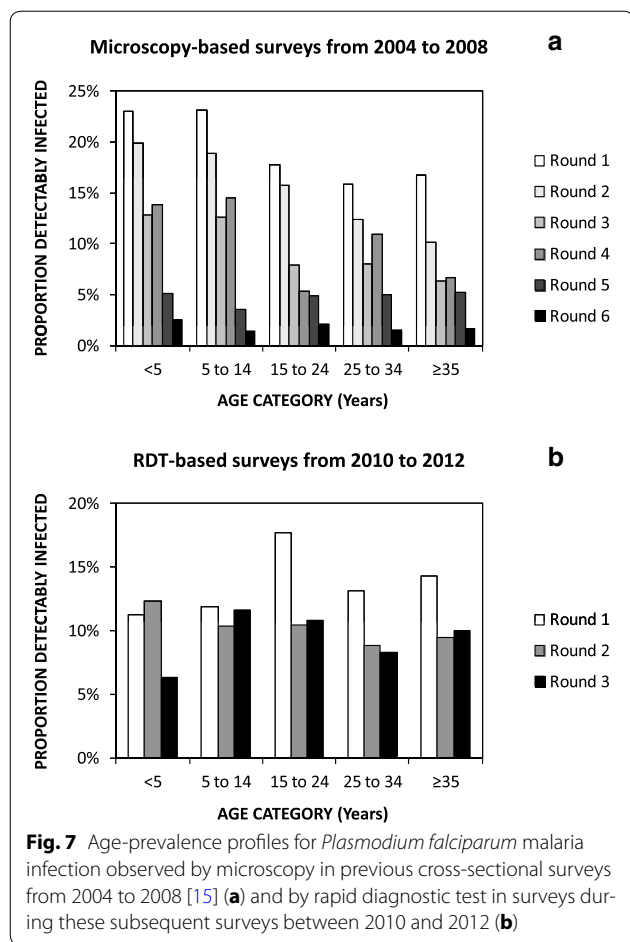 Microscopy-based surveys from 2004 to 2008
a
PROPORTION DETECTABLY INFECTED
25%
20%
15%
10%
5%
0%
<5 5 to 14 15 to 24 25 to 34 ≥35
AGE CATEGORY (Years)
Round 1
Round 2
Round 3
Round 4
Round 5
Round 6
RDT-based surveys from 2010 to 2012
b
PROPORTION DETECTABLY INFECTED
20%
15%
10%
5%
0%
<5 5 to 14 15 to 24 25 to 34 ≥35
AGE CATEGORY (Years)
Round 1
Round 2
Round 3
Fig. 7 Age-prevalence profiles for Plasmodium falciparum malaria
infection observed by microscopy in previous cross-sectional surveys
from 2004 to 2008 [15] (a) and by rapid diagnostic test in surveys dur-
ing these subsequent surveys between 2010 and 2012 (b)